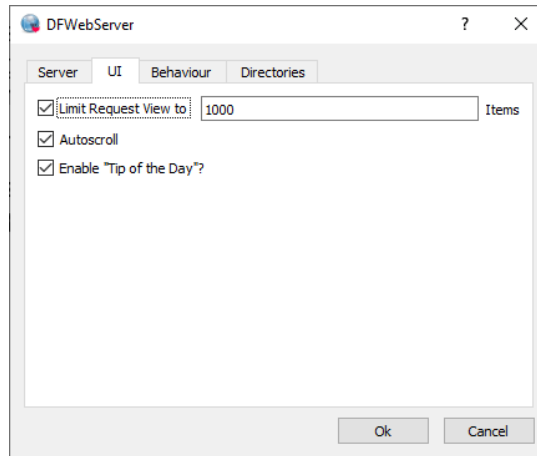 DFWebServer ?
Server UI Behaviour Directories
Limit Request View to 1000 Items
Autoscroll
Enable "Tip of the Day"?
Ok Cancel